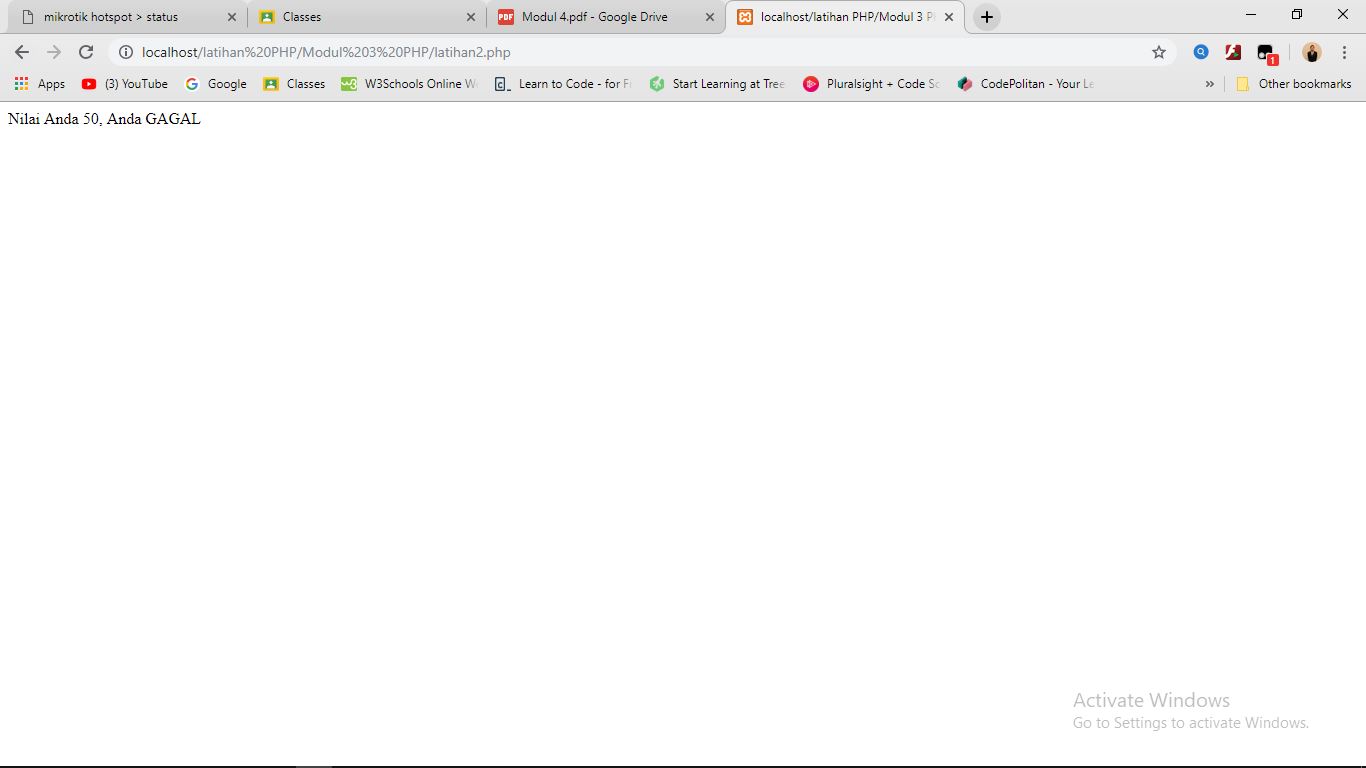 mikrotik hotspot > status
Classes
PDF
Modul 4.pdf - Google Drive
localhost/latihan PHP/Modul 3 P
localhost/latihan%20PHP/Modul%203%20PHP/latihan2.php
1
Apps
(3) YouTube
Google
Classes
W3Schools Online W
Learn to Code - for F
Start Learning at Tree
Pluralsight + Code Sc
CodePolitan - Your Le
»
Other bookmarks
Nilai Anda 50, Anda GAGAL
Activate Windows
Go to Settings to activate Windows.